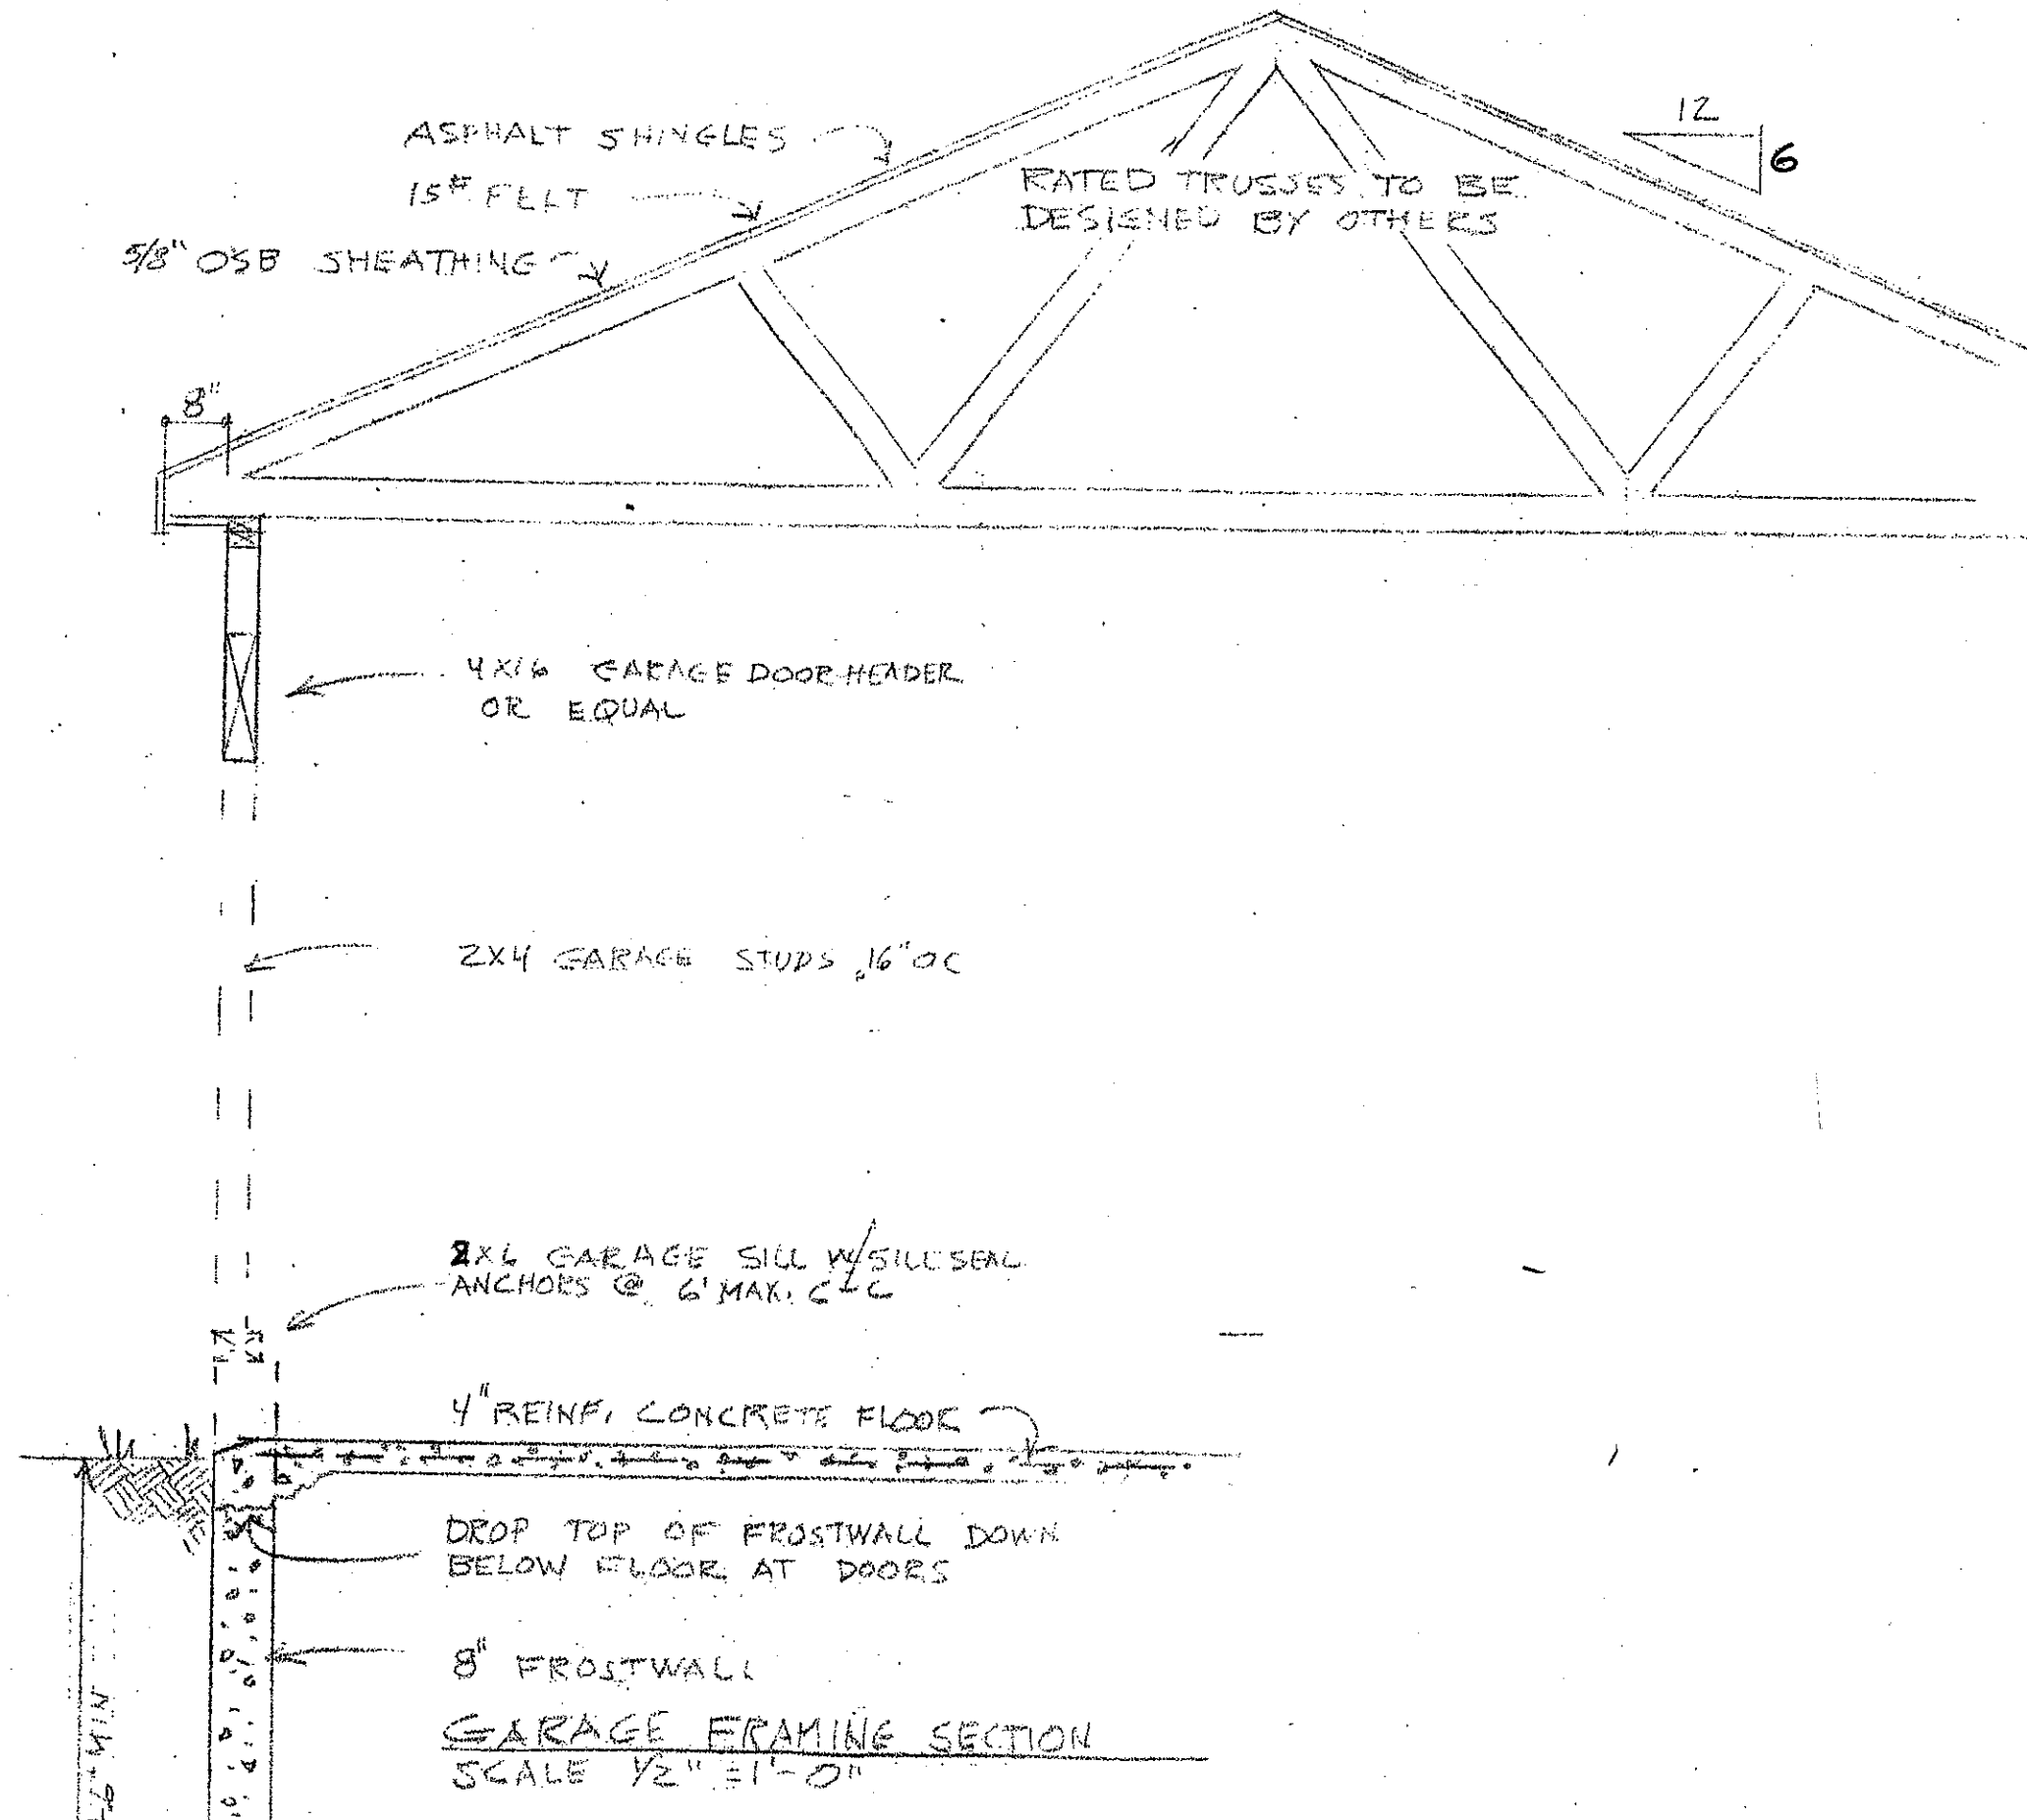 ASPHALT SHINGLES
15# FELT
5/8" OSB SHEATHING
12
6
RATED TRUSSES TO BE
DESIGNED BY OTHERS
8"
4X16 GARAGE DOOR HEADER
OR EQUAL
2X4 GARAGE STUDS, 16" OC
2X6 GARAGE SILL W/SILL SEAL
ANCHORS @ 6' MAX. C-C
4" REINF. CONCRETE FLOOR
DROP TOP OF FROSTWALL DOWN
BELOW FLOOR AT DOORS
8" FROSTWALL
MIN
GARAGE FRAMING SECTION
SCALE 1/2" = 1'-0"